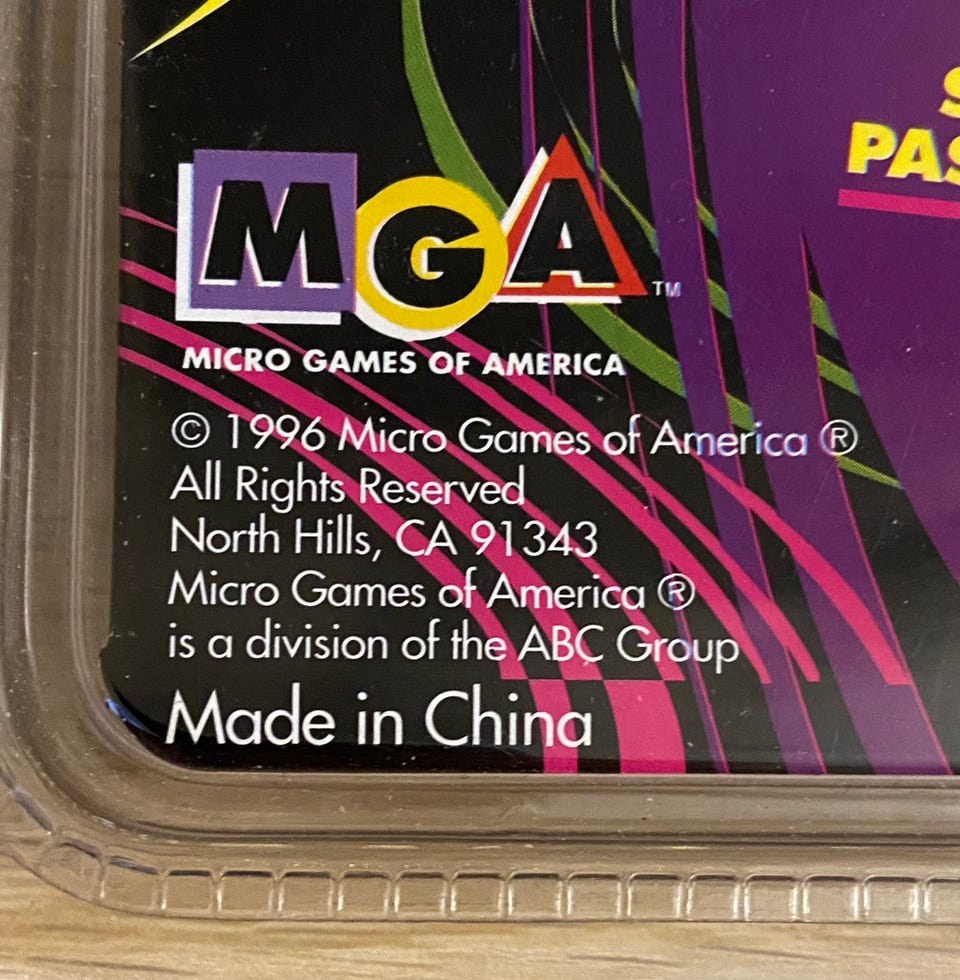 MGA™
MICRO GAMES OF AMERICA
© 1996 Micro Games of America ®
All Rights Reserved
North Hills, CA 91343
Micro Games of America ®
is a division of the ABC Group
Made in China